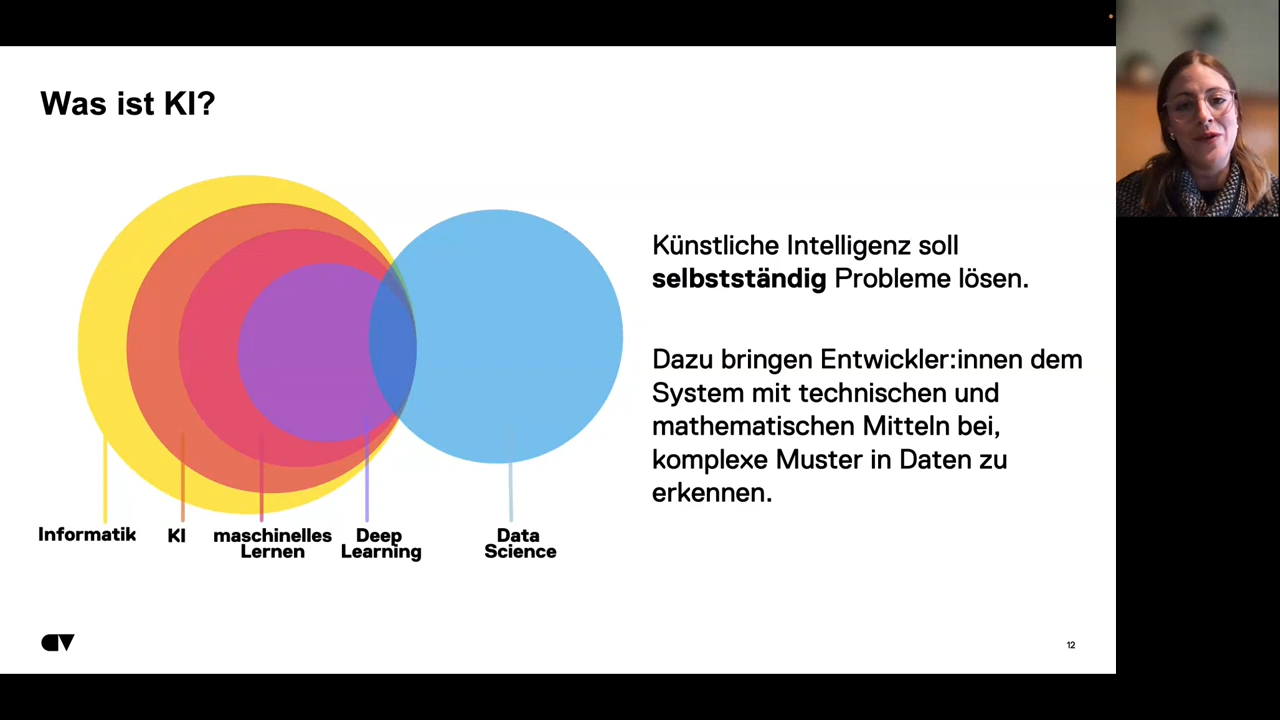 Was ist KI?
Künstliche Intelligenz soll
selbstständig Probleme lösen.
Dazu bringen Entwickler:innen dem
System mit technischen und
mathematischen Mitteln bei,
komplexe Muster in Daten zu
erkennen.
Informatik
KI
maschinelles
Lernen
Deep
Learning
Data
Science
12